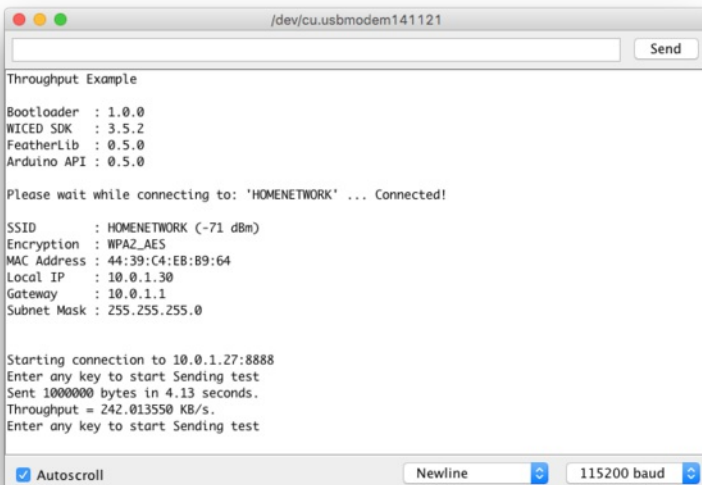 /dev/cu.usbmodem141121
Send
Throughput Example
Bootloader : 1.0.0
WICED SDK : 3.5.2
FeatherLib : 0.5.0
Arduino API : 0.5.0
Please wait while connecting to: 'HOMENETWORK' ... Connected!
SSID : HOMENETWORK (-71 dBm)
Encryption : WPA2_AES
MAC Address : 44:39:C4:EB:B9:64
Local IP : 10.0.1.30
Gateway : 10.0.1.1
Subnet Mask : 255.255.255.0
Starting connection to 10.0.1.27:8888
Enter any key to start Sending test
Sent 1000000 bytes in 4.13 seconds.
Throughput = 242.013550 KB/s.
Enter any key to start Sending test
Autoscroll
Newline
115200 baud